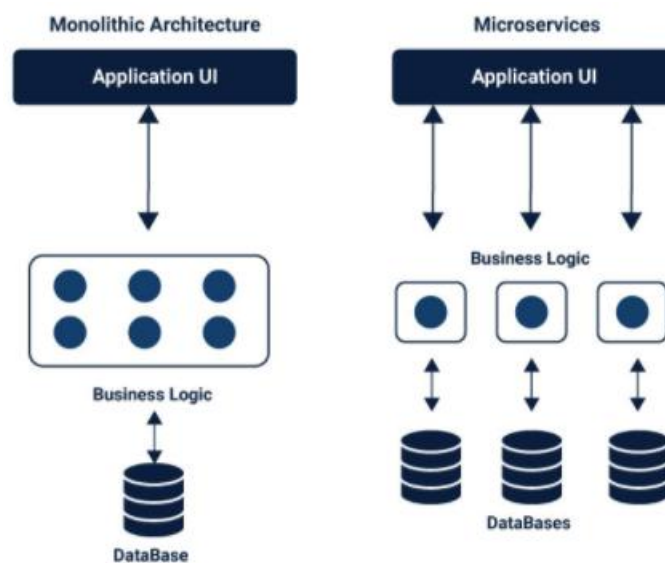 Monolithic Architecture
Application UI
Business Logic
DataBase
Microservices
Application UI
Business Logic
DataBases